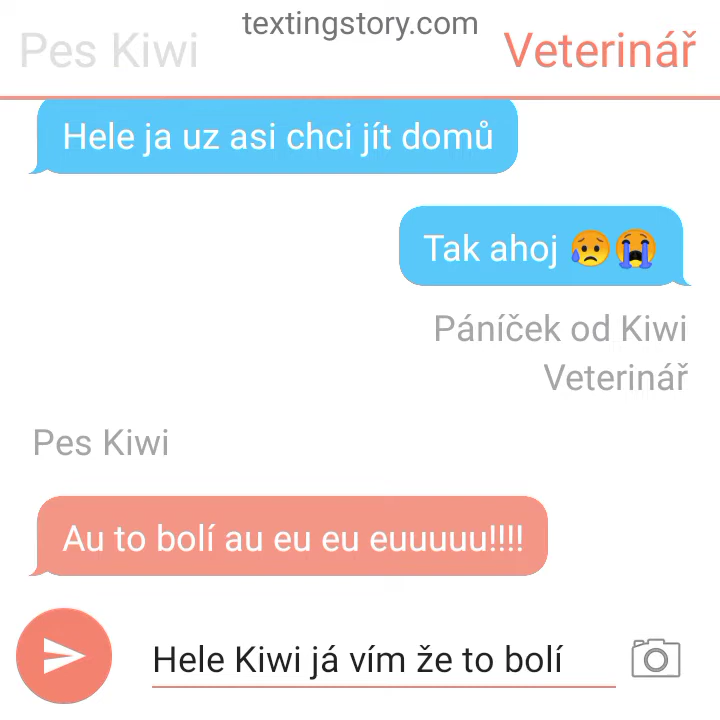 textingstory.com
Pes Kiwi
Veterinář
Hele ja uz asi chci jít domů
Tak ahoj 😥😭
Páníček od Kiwi
Veterinář
Pes Kiwi
Au to bolí au eu eu euuuuu!!!!
Hele Kiwi já vím že to bolí